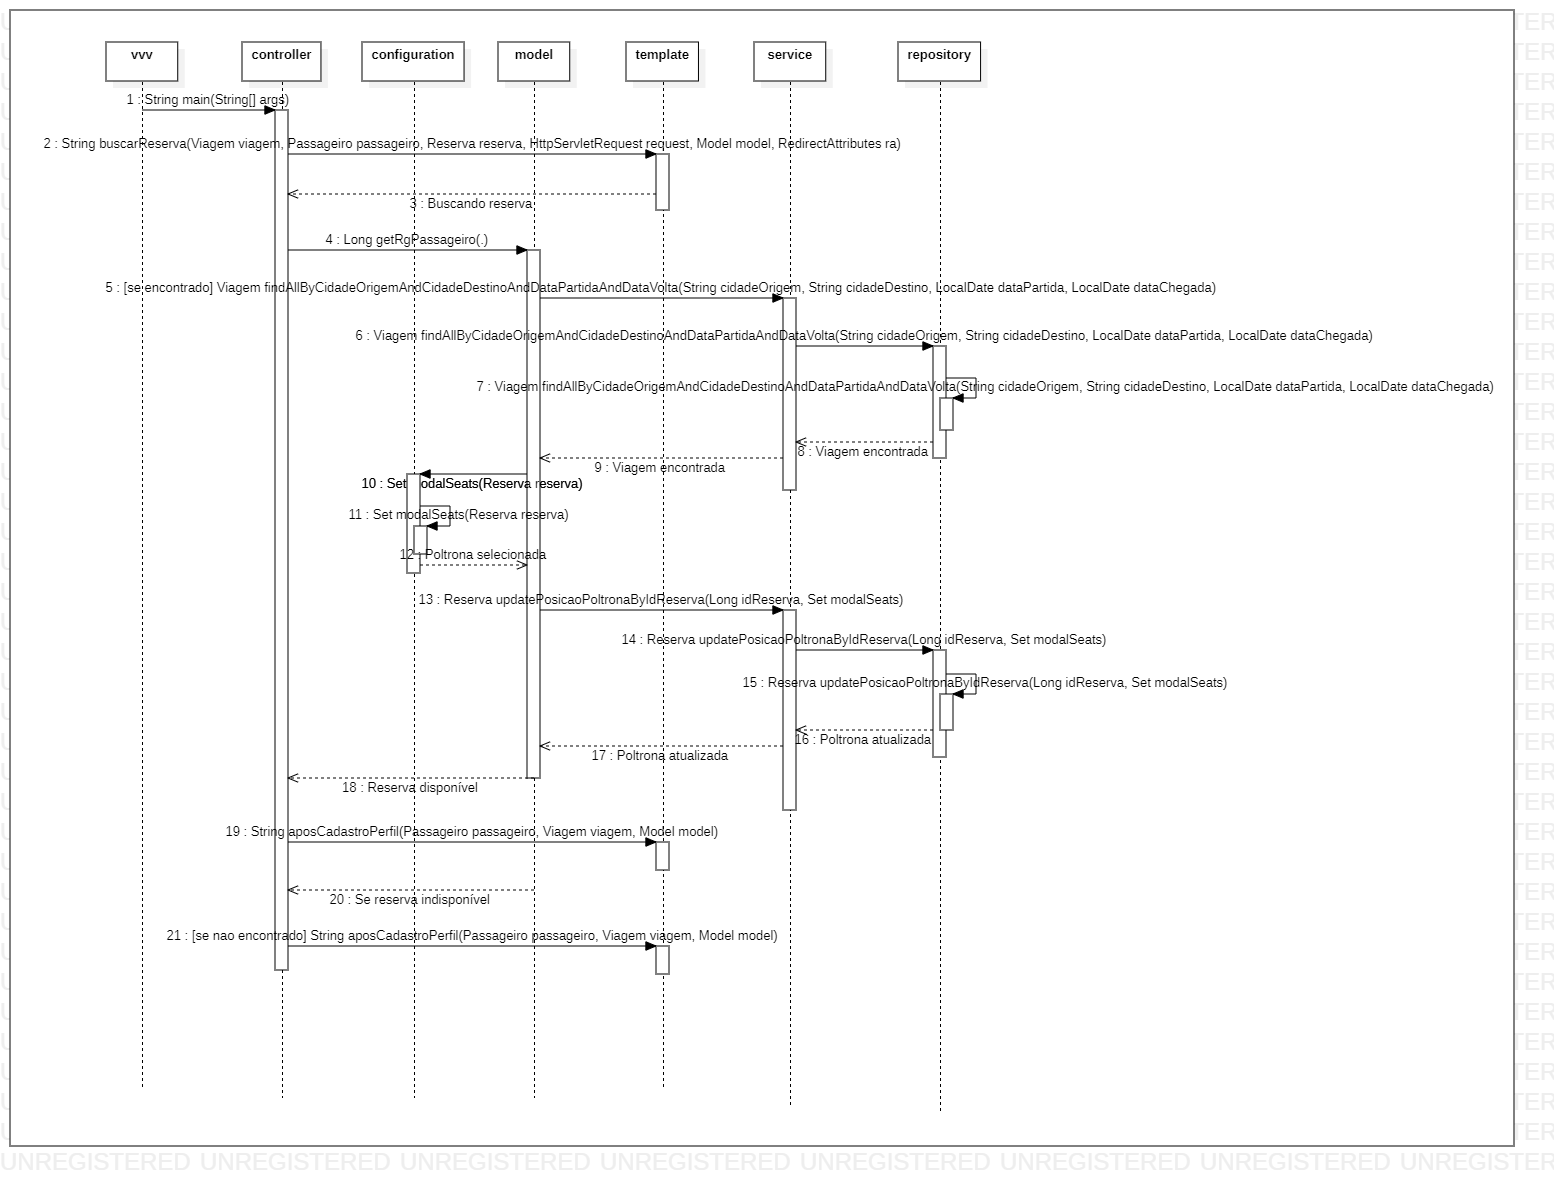 vvv
controller
configuration
model
template
service
repository
1 : String main(String[] args)
2 : String buscarReserva(Viagem viagem, Passageiro passageiro, Reserva reserva, HttpServletRequest request, Model model, RedirectAttributes ra)
3 : Buscando reserva
4 : Long getRgPassageiro(.)
5 : [se encontrado] Viagem findAllByCidadeOrigemAndCidadeDestinoAndDataPartidaAndDataVolta(String cidadeOrigem, String cidadeDestino, LocalDate dataPartida, LocalDate dataChegada)
6 : Viagem findAllByCidadeOrigemAndCidadeDestinoAndDataPartidaAndDataVolta(String cidadeOrigem, String cidadeDestino, LocalDate dataPartida, LocalDate dataChegada)
7 : Viagem findAllByCidadeOrigemAndCidadeDestinoAndDataPartidaAndDataVolta(String cidadeOrigem, String cidadeDestino, LocalDate dataPartida, LocalDate dataChegada)
8 : Viagem encontrada
9 : Viagem encontrada
10 : Set modalSeats(Reserva reserva)
11 : Set modalSeats(Reserva reserva)
12 : Poltrona selecionada
13 : Reserva updatePosicaoPoltronaByIdReserva(Long idReserva, Set modalSeats)
14 : Reserva updatePosicaoPoltronaByIdReserva(Long idReserva, Set modalSeats)
15 : Reserva updatePosicaoPoltronaByIdReserva(Long idReserva, Set modalSeats)
16 : Poltrona atualizada
17 : Poltrona atualizada
18 : Reserva disponível
19 : String aposCadastroPerfil(Passageiro passageiro, Viagem viagem, Model model)
20 : Se reserva indisponível
21 : [se nao encontrado] String aposCadastroPerfil(Passageiro passageiro, Viagem viagem, Model model)
UNREGISTERED UNREGISTERED UNREGISTERED UNREGISTERED UNREGISTERED UNREGISTERED UNREGISTERED UNREGISTER